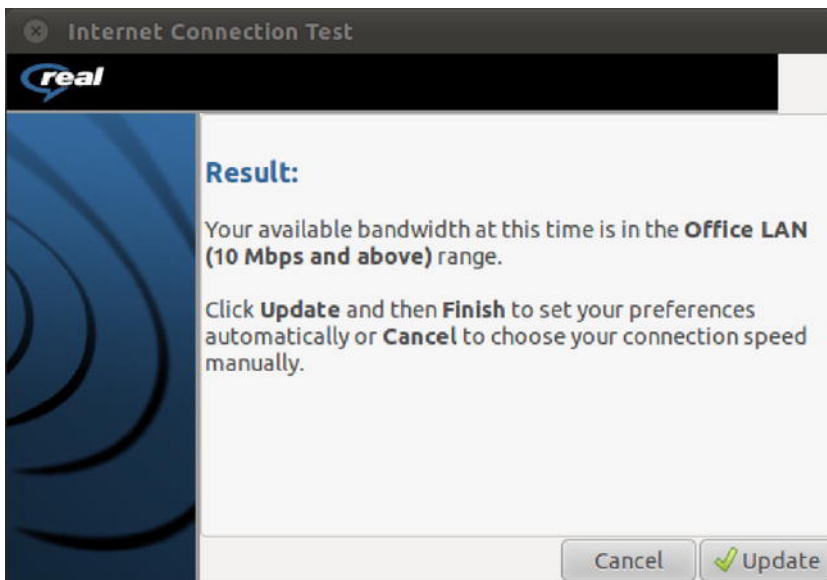 Internet Connection Test
real
Result:
Your available bandwidth at this time is in the Office LAN
(10 Mbps and above) range.
Click Update and then Finish to set your preferences
automatically or Cancel to choose your connection speed
manually.
Cancel
Update